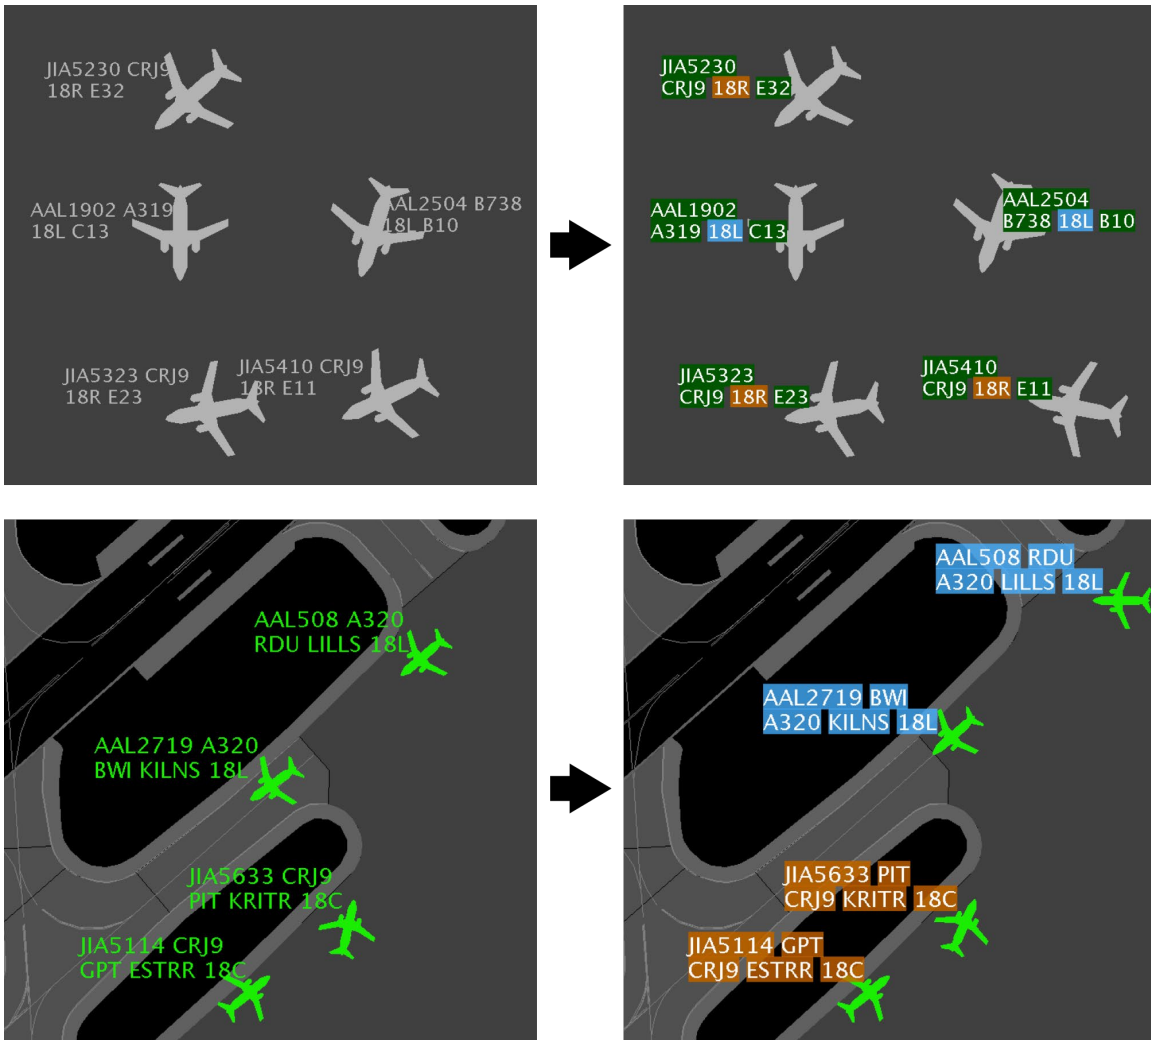 JIA5230 CRJ9
18R E32
AAL1902 A319
18L C13
AAL2504 B738
18L B10
JIA5323 CRJ9
18R E23
JIA5410 CRJ9
18R E11
JIA5230
CRJ9 18R E32
AAL1902
A319 18L C13
AAL2504
B738 18L B10
JIA5323
CRJ9 18R E23
JIA5410
CRJ9 18R E11
AAL508 A320
RDU LILLS 18L
AAL2719 A320
BWI KILNS 18L
JIA5633 CRJ9
PIT KRITR 18C
JIA5114 CRJ9
GPT ESTRR 18C
AAL508 RDU
A320 LILLS 18L
AAL2719 BWI
A320 KILNS 18L
JIA5633 PIT
CRJ9 KRITR 18C
JIA5114 GPT
CRJ9 ESTRR 18C